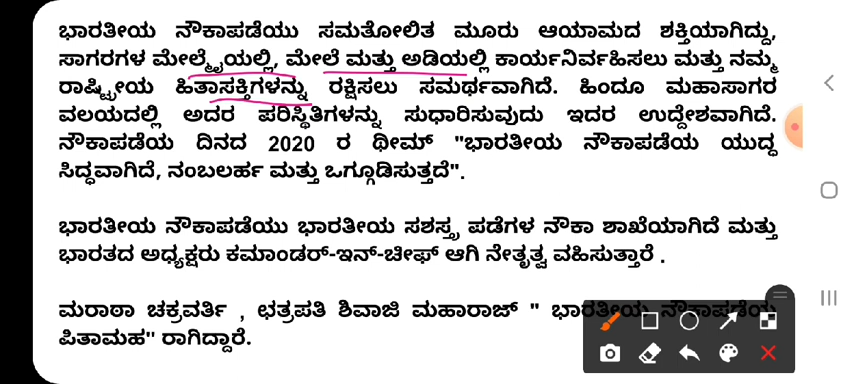 ಭಾರತೀಯ ನೌಕಾಪಡೆಯು ಸಮತೋಲಿತ ಮೂರು ಆಯಾಮದ ಶಕ್ತಿಯಾಗಿದ್ದು,
ಸಾಗರಗಳ ಮೇಲ್ಮೈಯಲ್ಲಿ, ಮೇಲೆ ಮತ್ತು ಅಡಿಯಲ್ಲಿ ಕಾರ್ಯನಿರ್ವಹಿಸಲು ಮತ್ತು ನಮ್ಮ
ರಾಷ್ಟ್ರೀಯ ಹಿತಾಸಕ್ತಿಗಳನ್ನು ರಕ್ಷಿಸಲು ಸಮರ್ಥವಾಗಿದೆ. ಹಿಂದೂ ಮಹಾಸಾಗರ
ವಲಯದಲ್ಲಿ ಅದರ ಪರಿಸ್ಥಿತಿಗಳನ್ನು ಸುಧಾರಿಸುವುದು ಇದರ ಉದ್ದೇಶವಾಗಿದೆ.
ನೌಕಾಪಡೆಯ ದಿನದ 2020 ರ ಥೀಮ್ "ಭಾರತೀಯ ನೌಕಾಪಡೆಯ ಯುದ್ಧ
ಸಿದ್ಧವಾಗಿದೆ, ನಂಬಲರ್ಹ ಮತ್ತು ಒಗ್ಗೂಡಿಸುತ್ತದೆ".
ಭಾರತೀಯ ನೌಕಾಪಡೆಯು ಭಾರತೀಯ ಸಶಸ್ತ್ರ ಪಡೆಗಳ ನೌಕಾ ಶಾಖೆಯಾಗಿದೆ ಮತ್ತು
ಭಾರತದ ಅಧ್ಯಕ್ಷರು ಕಮಾಂಡರ್-ಇನ್-ಚೀಫ್ ಆಗಿ ನೇತೃತ್ವ ವಹಿಸುತ್ತಾರೆ .
ಮರಾಠಾ ಚಕ್ರವರ್ತಿ , ಛತ್ರಪತಿ ಶಿವಾಜಿ ಮಹಾರಾಜ್ " ಭಾರತೀಯ ನೌಕಾಪಡೆಯ
ಪಿತಾಮಹ" ರಾಗಿದ್ದಾರೆ.